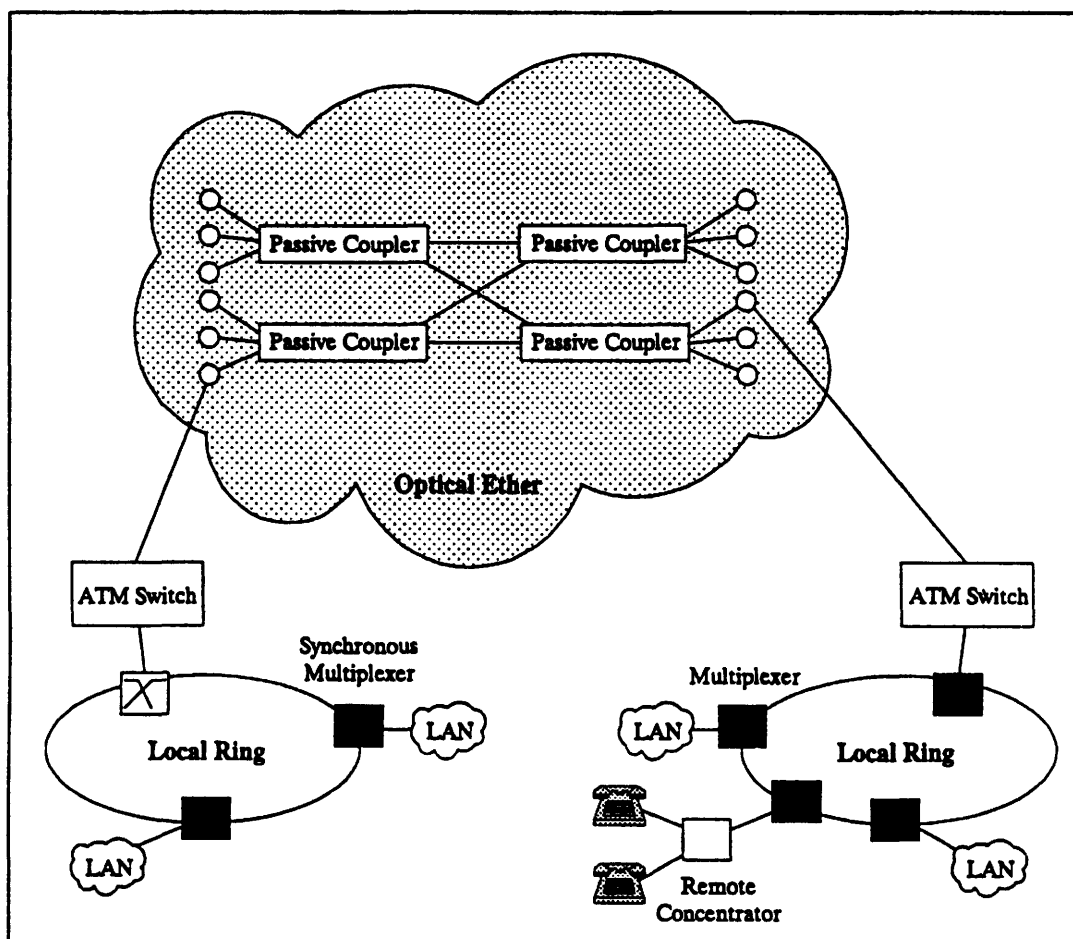 Passive Coupler Passive Coupler
Passive Coupler Passive Coupler
Optical Ether
ATM Switch
ATM Switch
Synchronous
Multiplexer
Multiplexer
LAN
LAN
Local Ring
Local Ring
LAN
LAN
Remote
Concentrator